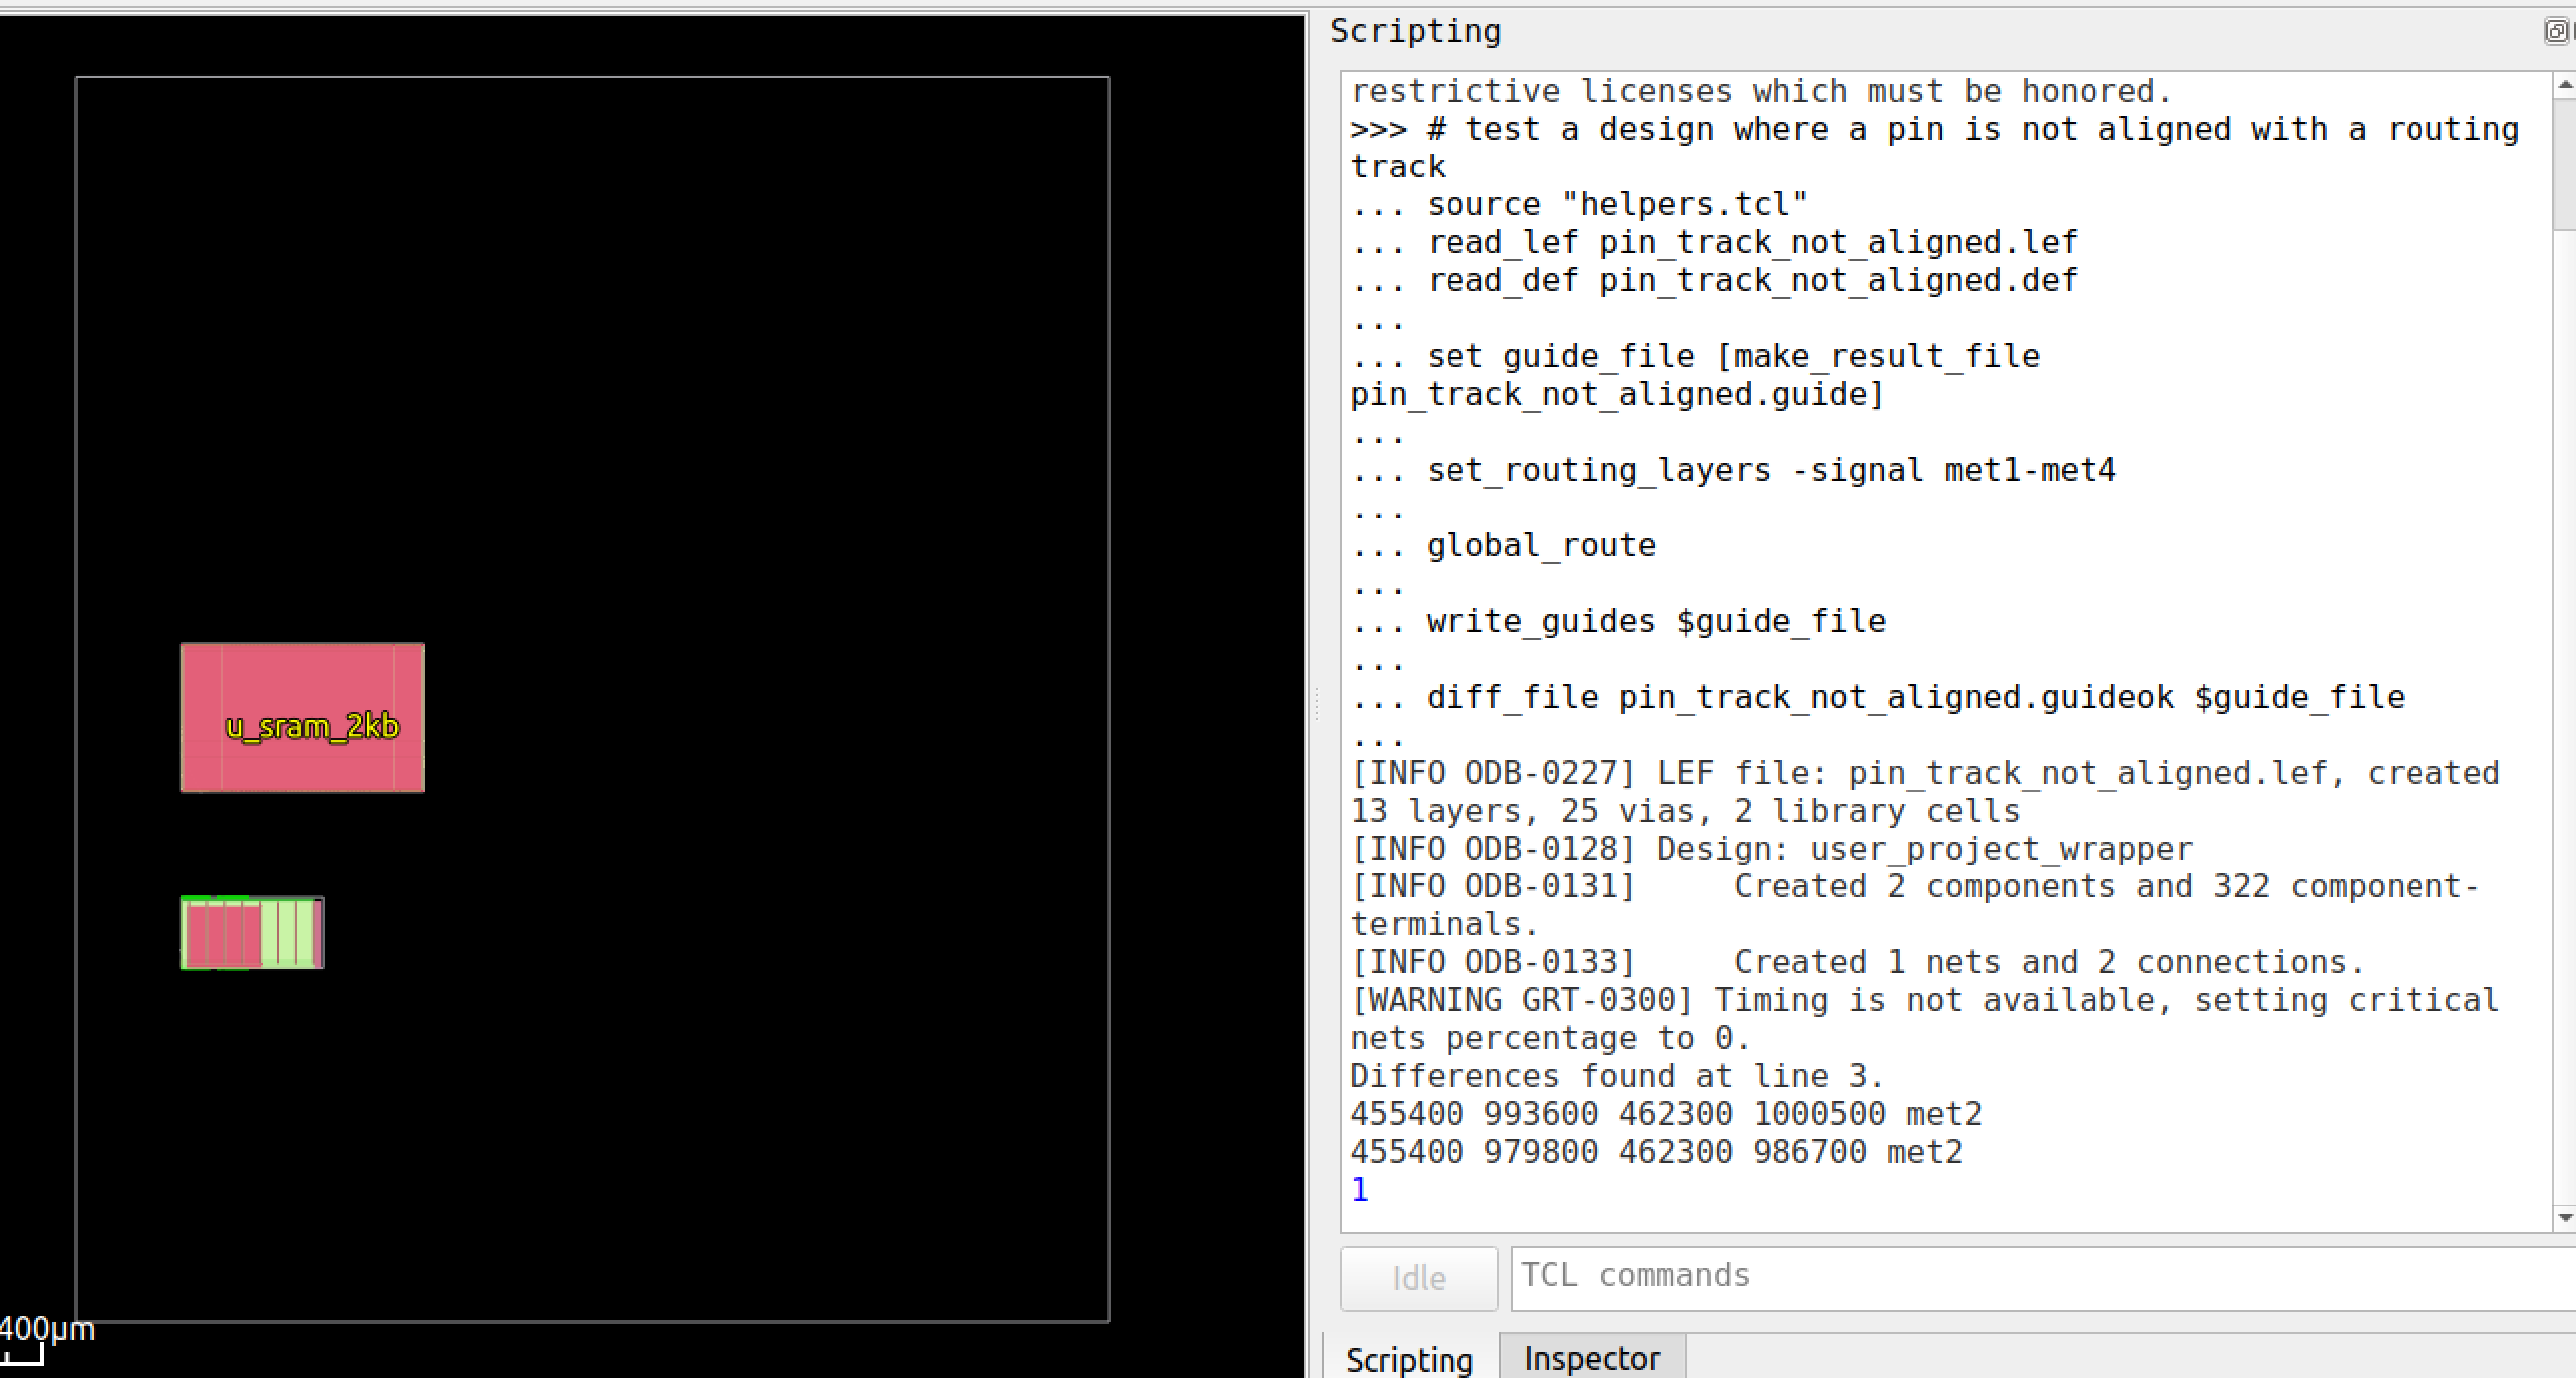 Scripting
restrictive licenses which must be honored.
>>> # test a design where a pin is not aligned with a routing
track
... source "helpers.tcl"
... read_lef pin_track_not_aligned.lef
... read_def pin_track_not_aligned.def
...
... set guide_file [make_result_file
pin_track_not_aligned.guide]
...
... set_routing_layers -signal met1-met4
...
... global_route
...
... write_guides $guide_file
...
... diff_file pin_track_not_aligned.guideok $guide_file
...
[INFO ODB-0227] LEF file: pin_track_not_aligned.lef, created
13 layers, 25 vias, 2 library cells
[INFO ODB-0128] Design: user_project_wrapper
[INFO ODB-0131]     Created 2 components and 322 component-
terminals.
[INFO ODB-0133]     Created 1 nets and 2 connections.
[WARNING GRT-0300] Timing is not available, setting critical
nets percentage to 0.
Differences found at line 3.
455400 993600 462300 1000500 met2
455400 979800 462300 986700 met2
1
Idle
TCL commands
Scripting
Inspector
u_sram_2kb
400µm